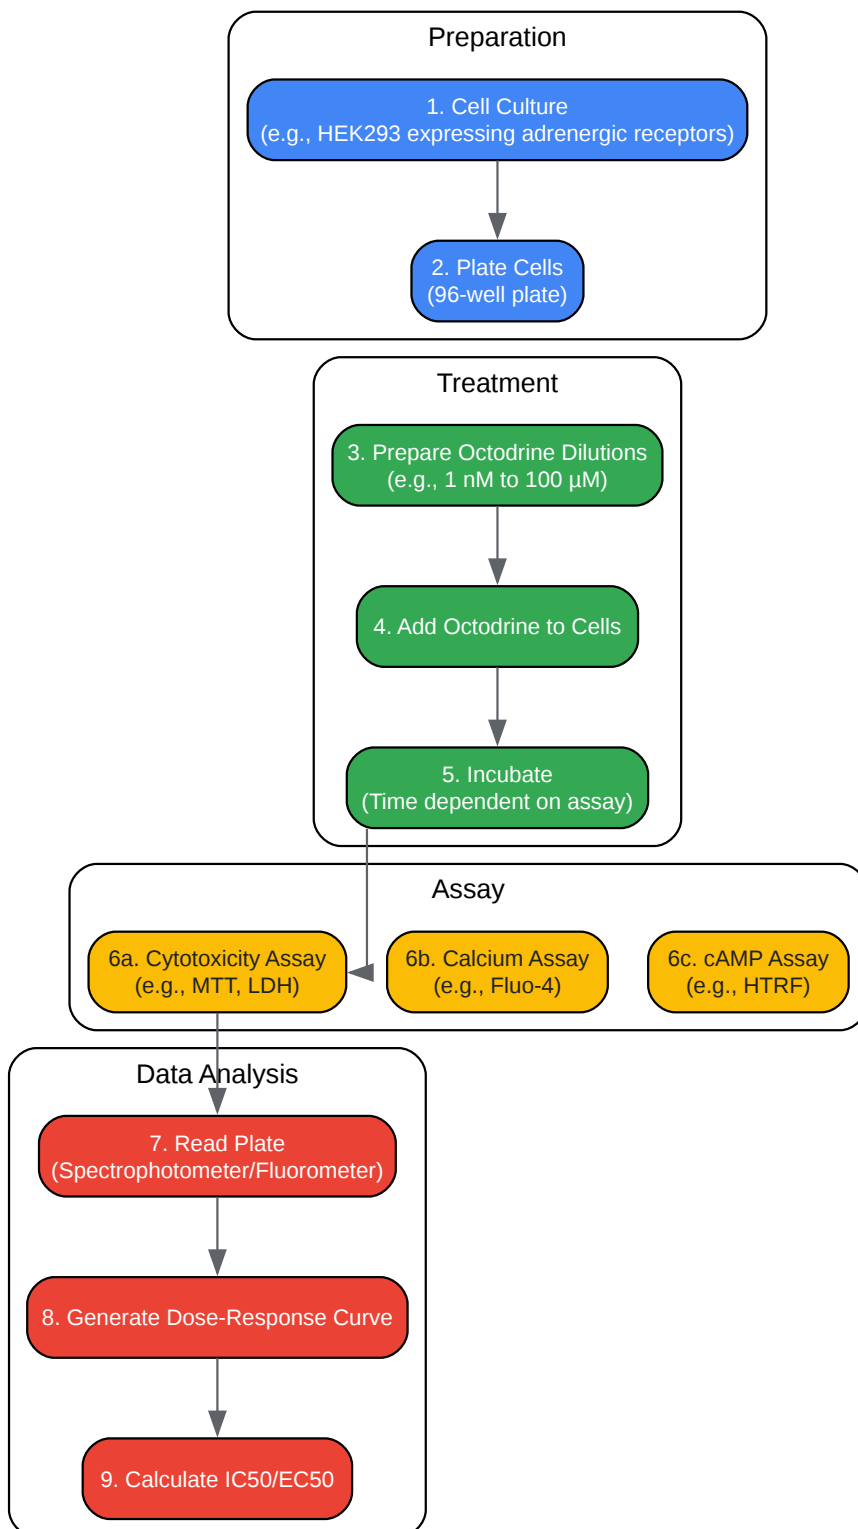 Preparation
1. Cell Culture
(e.g., HEK293 expressing adrenergic receptors)
2. Plate Cells
(96-well plate)
Treatment
3. Prepare Octodrine Dilutions
(e.g., 1 nM to 100 µM)
4. Add Octodrine to Cells
5. Incubate
(Time dependent on assay)
Assay
6a. Cytotoxicity Assay
(e.g., MTT, LDH)
6b. Calcium Assay
(e.g., Fluo-4)
6c. cAMP Assay
(e.g., HTRF)
Data Analysis
7. Read Plate
(Spectrophotometer/Fluorometer)
8. Generate Dose-Response Curve
9. Calculate IC50/EC50